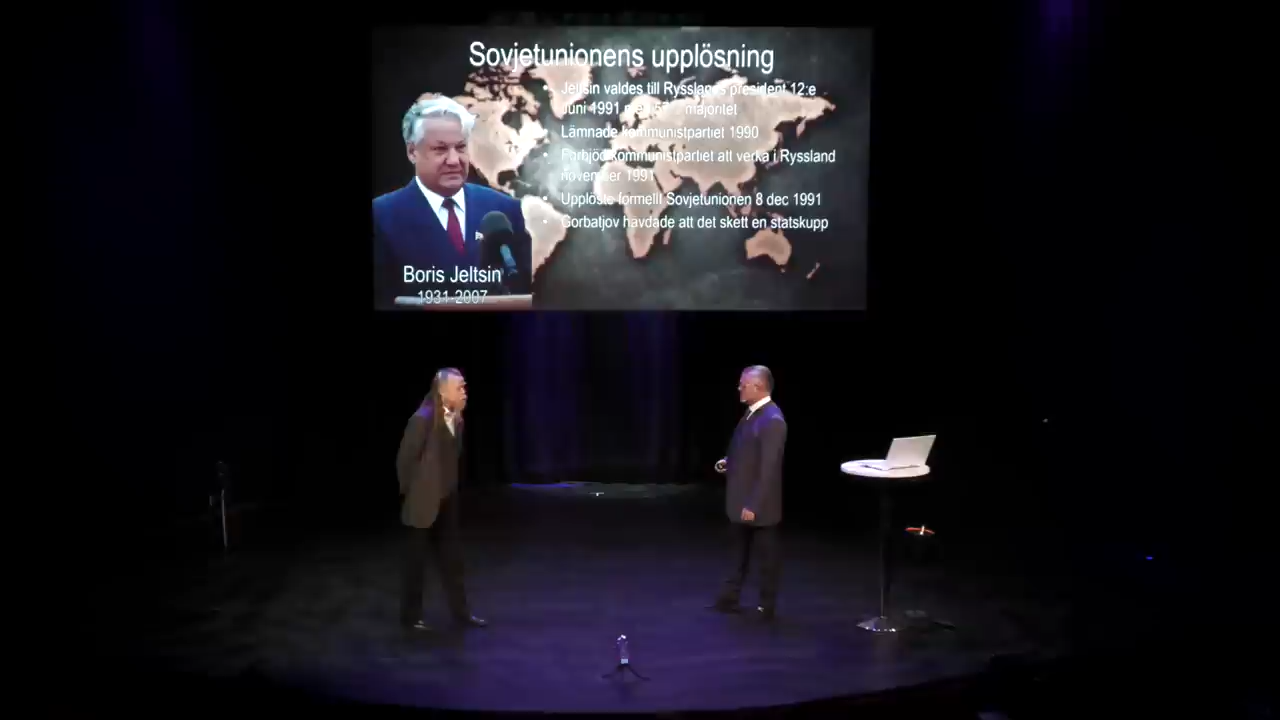 Sovjetunionens upplösning
Jeltsin valdes till Rysslands president 12:e
juni 1991 majoritet
Lämnade kommunistpartiet 1990
Förbjöd kommunistpartiet att verka i Ryssland
november 1991
Upplöste formellt Sovjetunionen 8 dec 1991
Gorbatjov hävdade att det skett en statskupp
Boris Jeltsin
1931-2007